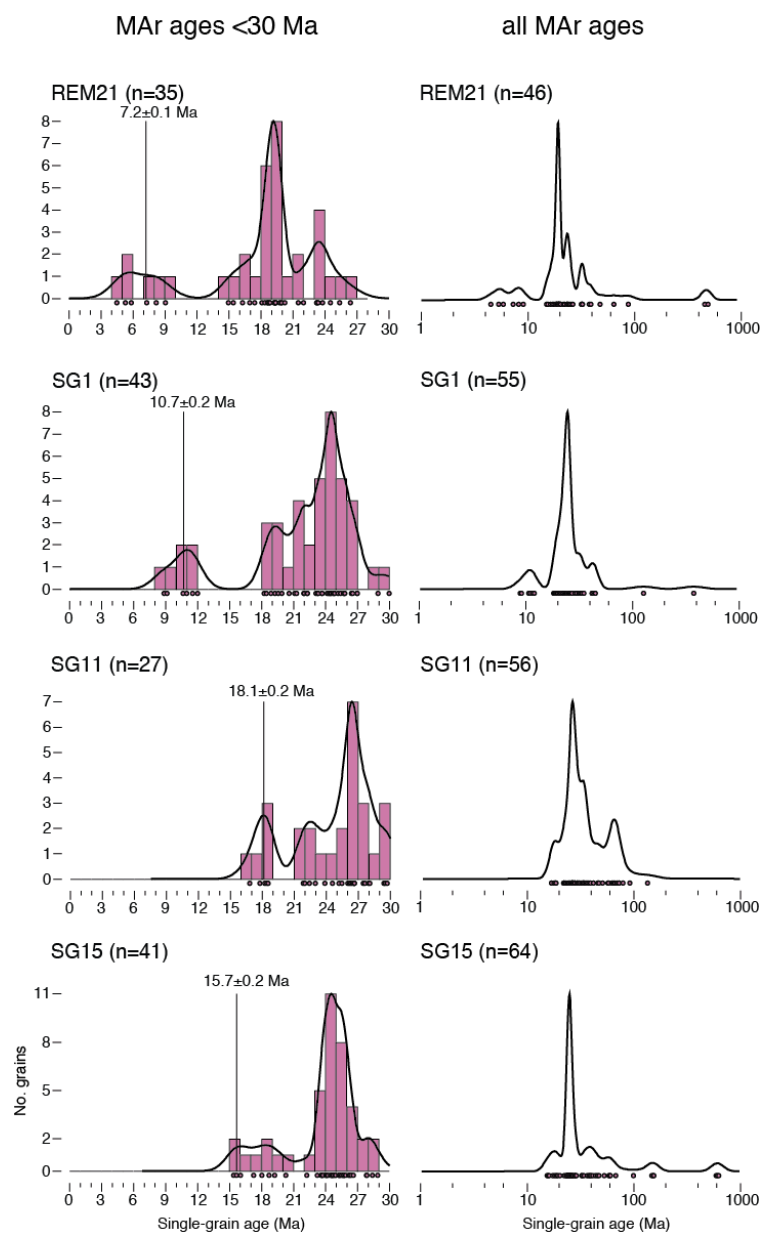 MAr ages <30 Ma
all MAr ages
REM21 (n=35)
7.2±0.1 Ma
8
7
6
5
4
3
2
1
0
0 3 6 9 12 15 18 21 24 27 30
REM21 (n=46)
1 10 100 1000
SG1 (n=43)
10.7±0.2 Ma
8
7
6
5
4
3
2
1
0
0 3 6 9 12 15 18 21 24 27 30
SG1 (n=55)
1 10 100 1000
SG11 (n=27)
18.1±0.2 Ma
7
6
5
4
3
2
1
0
0 3 6 9 12 15 18 21 24 27 30
SG11 (n=56)
1 10 100 1000
SG15 (n=41)
15.7±0.2 Ma
11
8
5
2
0
No. grains
0 3 6 9 12 15 18 21 24 27 30
Single-grain age (Ma)
SG15 (n=64)
1 10 100 1000
Single-grain age (Ma)